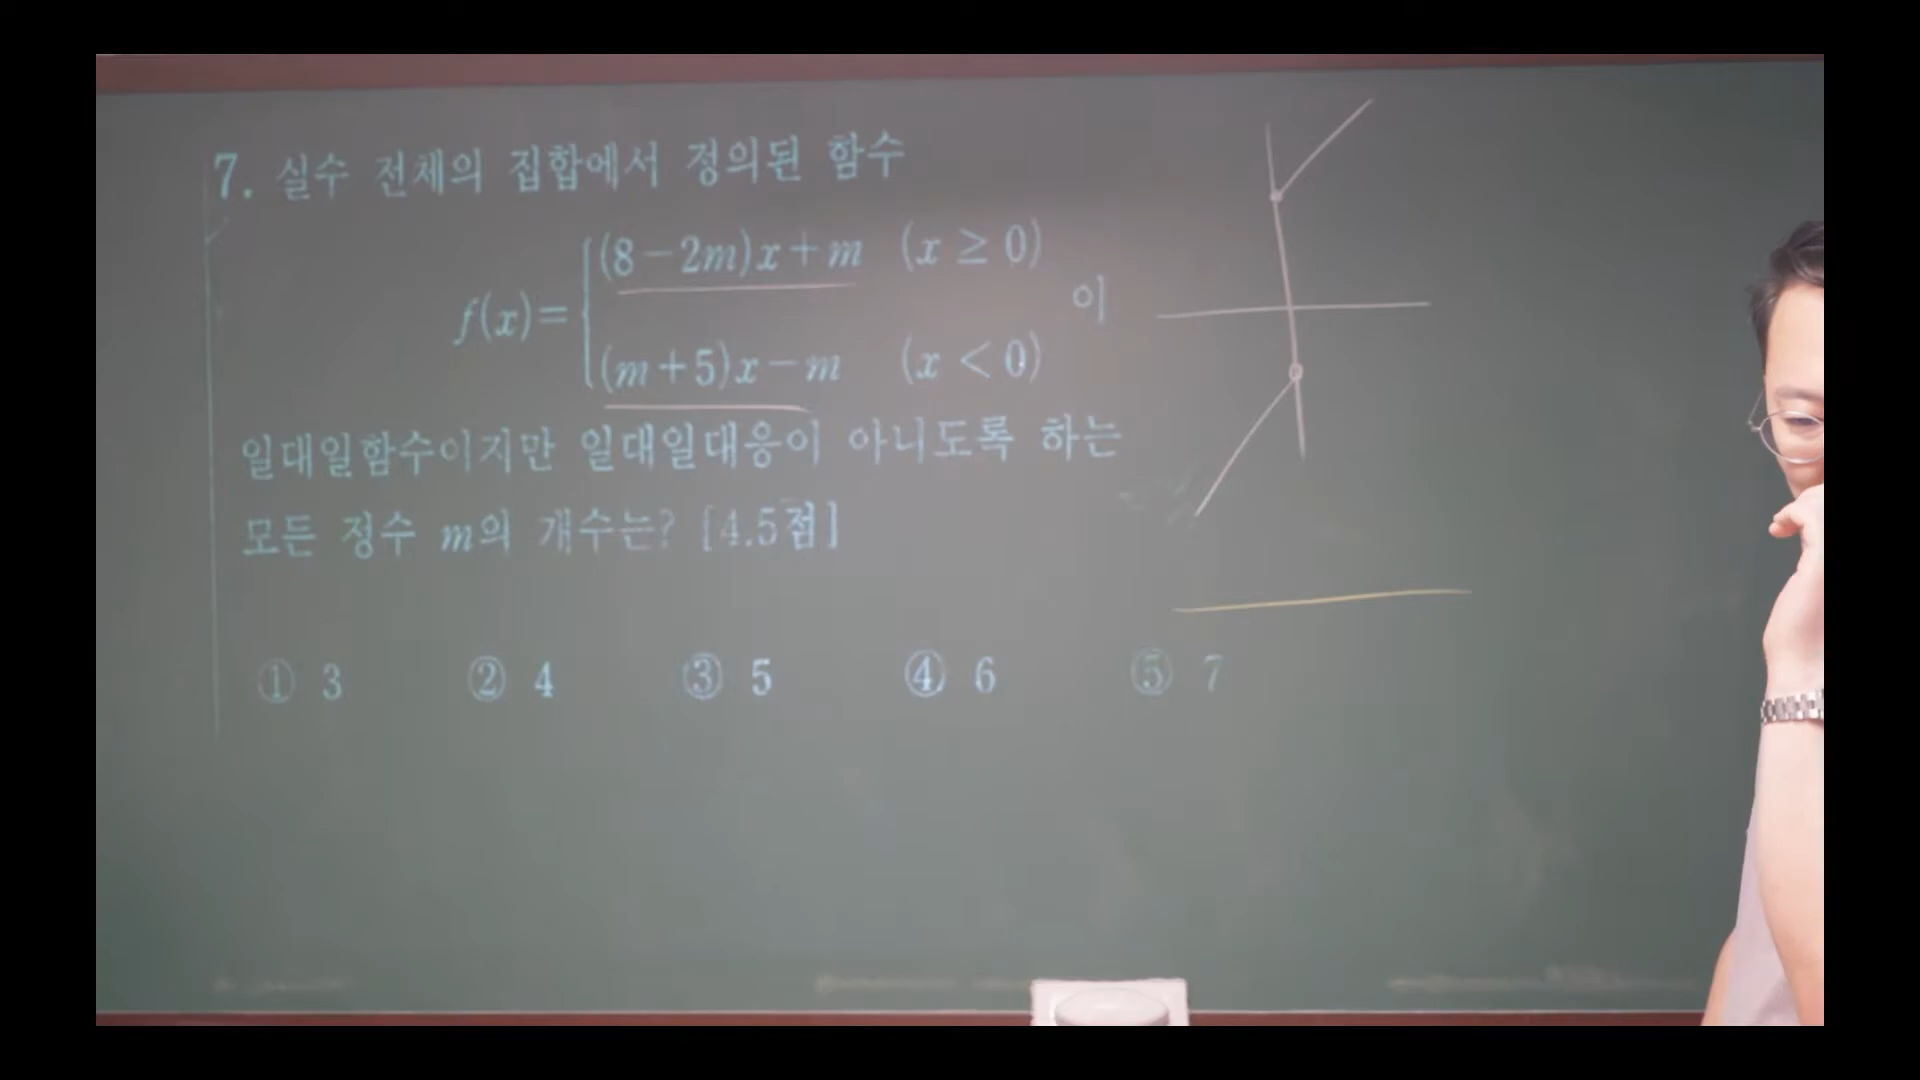 7. 실수 전체의 집합에서 정의된 함수
(8-2m)x+m (x ≥ 0)
f(x)= 이
(m+5)x-m (x < 0)
일대일함수이지만 일대일대응이 아니도록 하는
모든 정수 m의 개수는? [4.5점]
① 3 ② 4 ③ 5 ④ 6 ⑤ 7